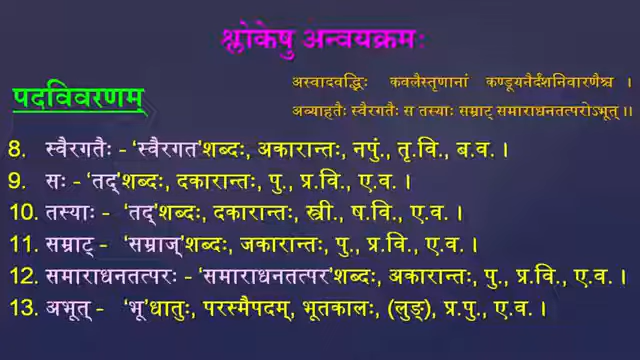 श्लोकेषु अन्वयक्रमः
अस्वादवद्भिः कवलैस्तृणानां कण्डूयनैर्दंशनिवारणैश्च ।
पदविवरणम्
अव्याहतैः स्वैरगतैः स तस्याः सम्राट् समाराधनतत्परोऽभूत् ।।
8. स्वैरगतैः - ‘स्वैरगत’शब्दः, अकारान्तः, नपुं., तृ.वि., ब.व. ।
9. सः – ‘तद्’शब्दः, दकारान्तः, पु., प्र.वि., ए.व. ।
10. तस्याः - ‘तद्’शब्दः, दकारान्तः, स्त्री., ष.वि., ए.व. ।
11. सम्राट् - ‘सम्राज्’शब्दः, जकारान्तः, पु., प्र.वि., ए.व. ।
12. समाराधनतत्परः – ‘समाराधनतत्पर’शब्दः, अकारान्तः, पु., प्र.वि., ए.व. ।
13. अभूत् – ‘भू’धातुः, परस्मैपदम्, भूतकालः, (लुङ्), प्र.पु., ए.व. ।